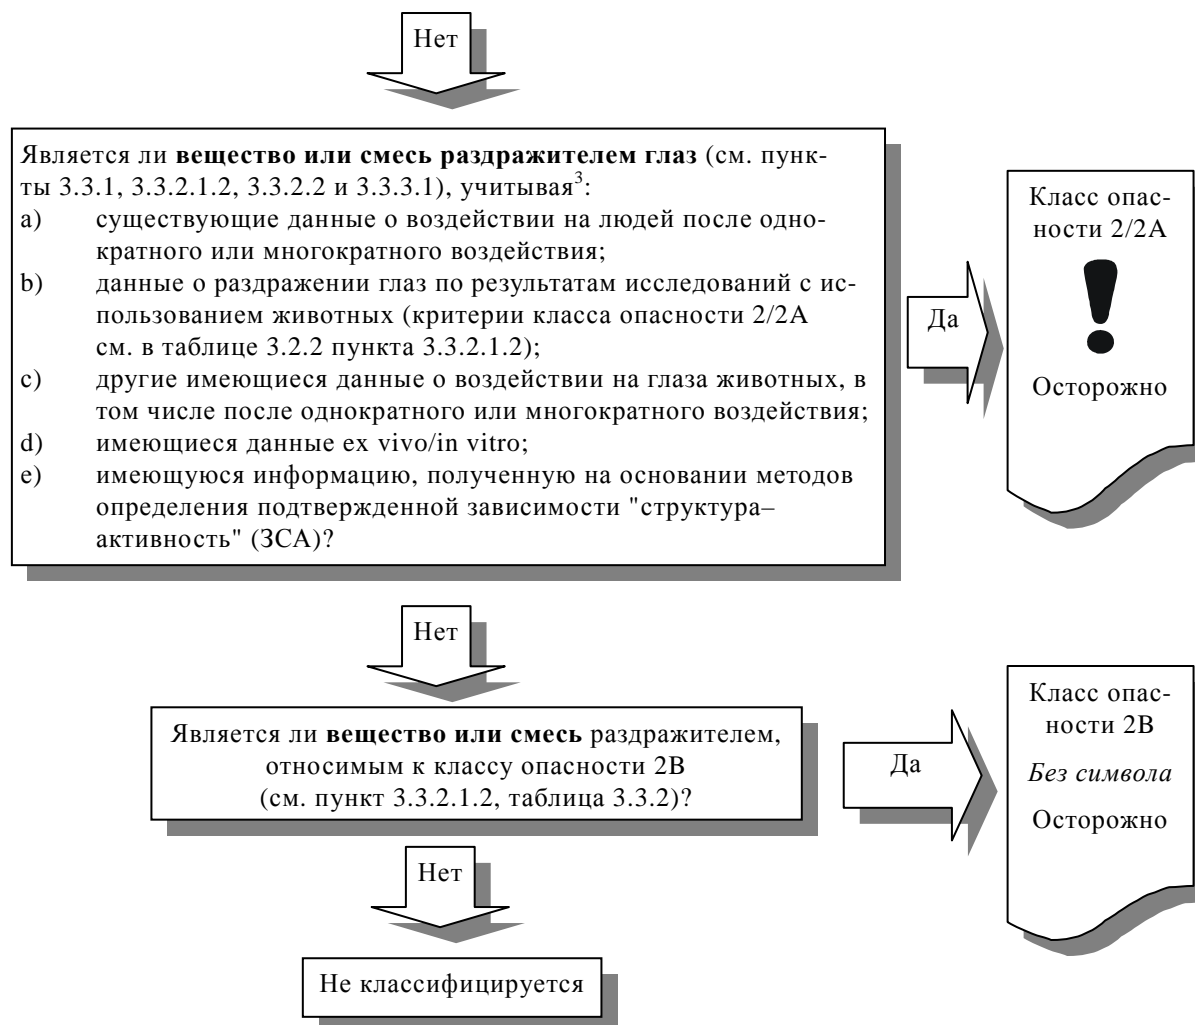 Нет
Является ли вещество или смесь раздражителем глаз (см. пунк-
ты 3.3.1, 3.3.2.1.2, 3.3.2.2 и 3.3.3.1), учитывая³:
a) существующие данные о воздействии на людей после одно-
кратного или многократного воздействия;
b) данные о раздражении глаз по результатам исследований с ис-
пользованием животных (критерии класса опасности 2/2A
см. в таблице 3.2.2 пункта 3.3.2.1.2);
c) другие имеющиеся данные о воздействии на глаза животных, в
том числе после однократного или многократного воздействия;
d) имеющиеся данные ex vivo/in vitro;
e) имеющуюся информацию, полученную на основании методов
определения подтвержденной зависимости "структура–
активность" (ЗСА)?
Да
Класс опас-
ности 2/2A
!
Осторожно
Нет
Является ли вещество или смесь раздражителем,
относимым к классу опасности 2B
(см. пункт 3.3.2.1.2, таблица 3.3.2)?
Да
Класс опас-
ности 2B
Без символа
Осторожно
Нет
Не классифицируется